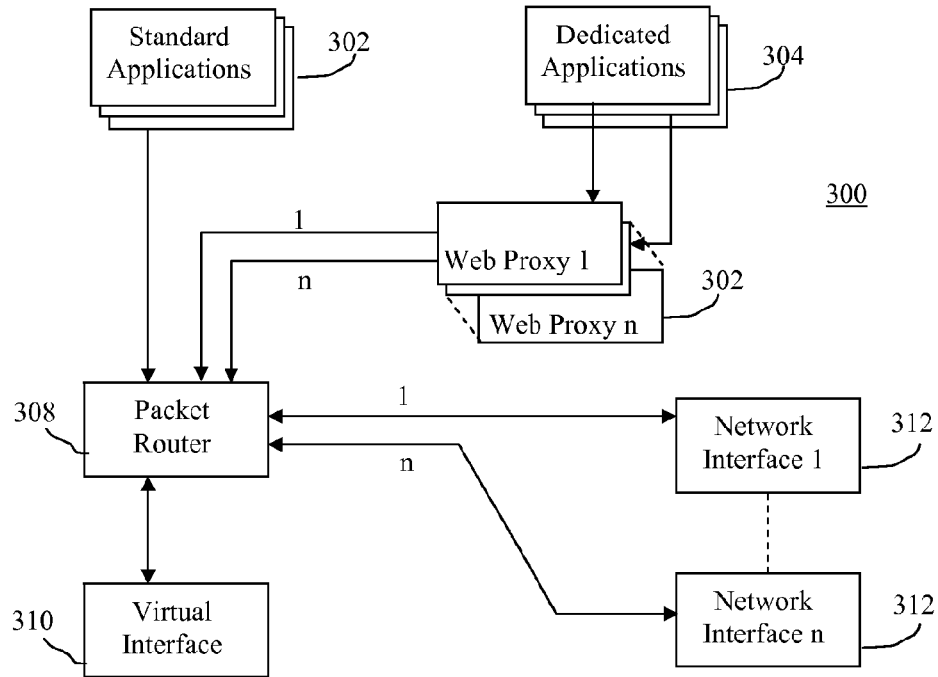 Standard
Applications
302
Dedicated
Applications
304
300
1
n
Web Proxy 1
302
Web Proxy n
308
Packet
Router
1
n
Network
Interface 1
312
310
Virtual
Interface
Network
Interface n
312